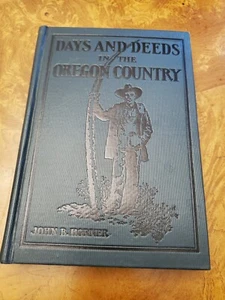 DAYS AND DEEDS
IN THE
OREGON COUNTRY
JOHN B. HORNER